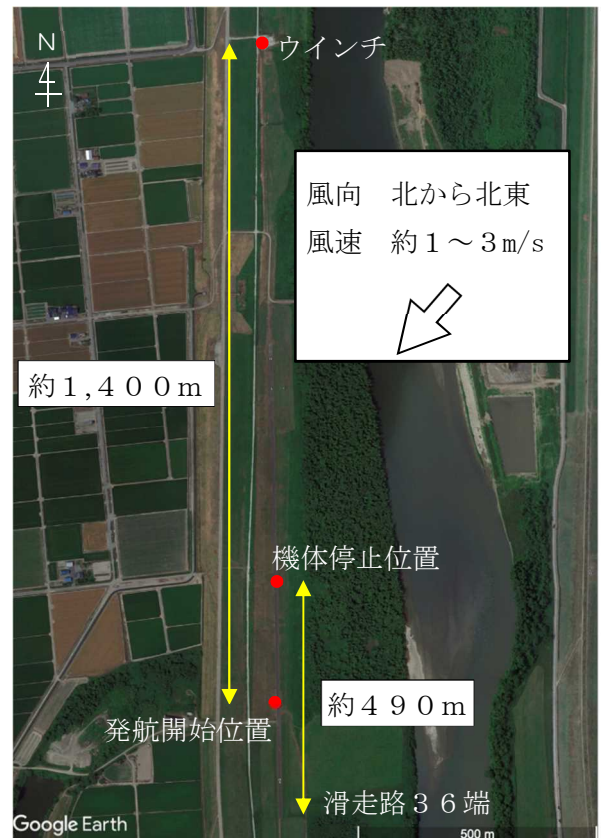 N
ウインチ
風向　北から北東
風速　約１～３m/s
約１,４００ｍ
機体停止位置
約４９０ｍ
発航開始位置
滑走路３６端
Google Earth
500 m